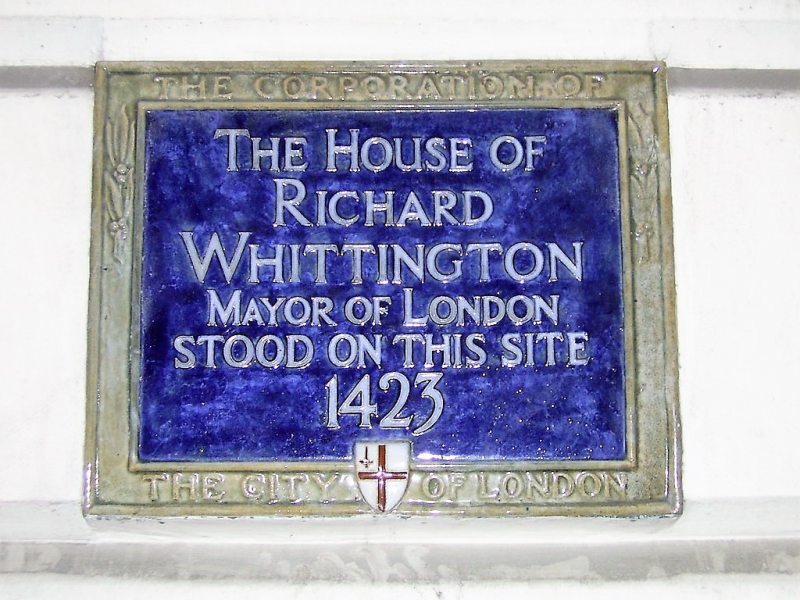 THE CORPORATION OF
THE HOUSE OF
RICHARD
WHITTINGTON
MAYOR OF LONDON
STOOD ON THIS SITE
1423
THE CITY OF LONDON